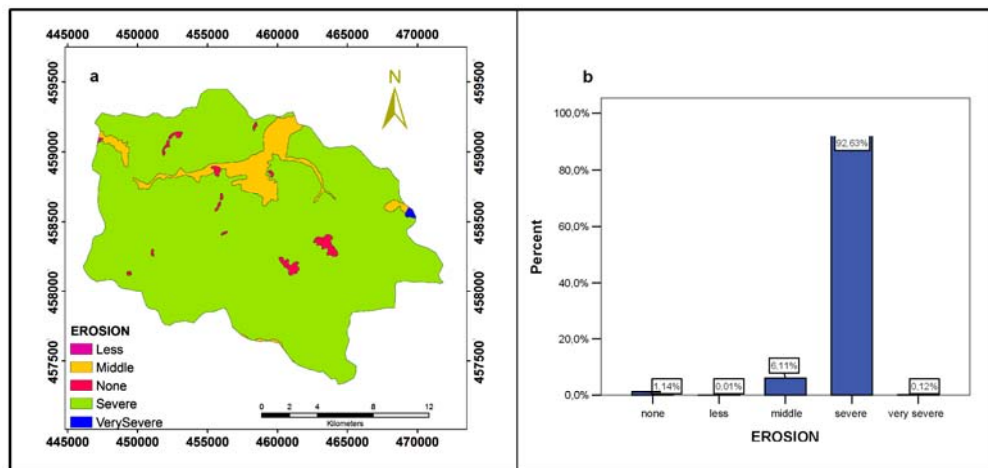 445000 450000 455000 460000 465000 470000
a
N
459500
459000
458500
458000
457500
459500
459000
458500
458000
457500
EROSION
Less
Middle
None
Severe
VerySevere
0 2 4 8 12
Kilometers
445000 450000 455000 460000 465000 470000
b
100,0%
80,0%
60,0%
40,0%
20,0%
0,0%
Percent
1,14%
0,01%
6,11%
92,63%
0,12%
none less middle severe very severe
EROSION